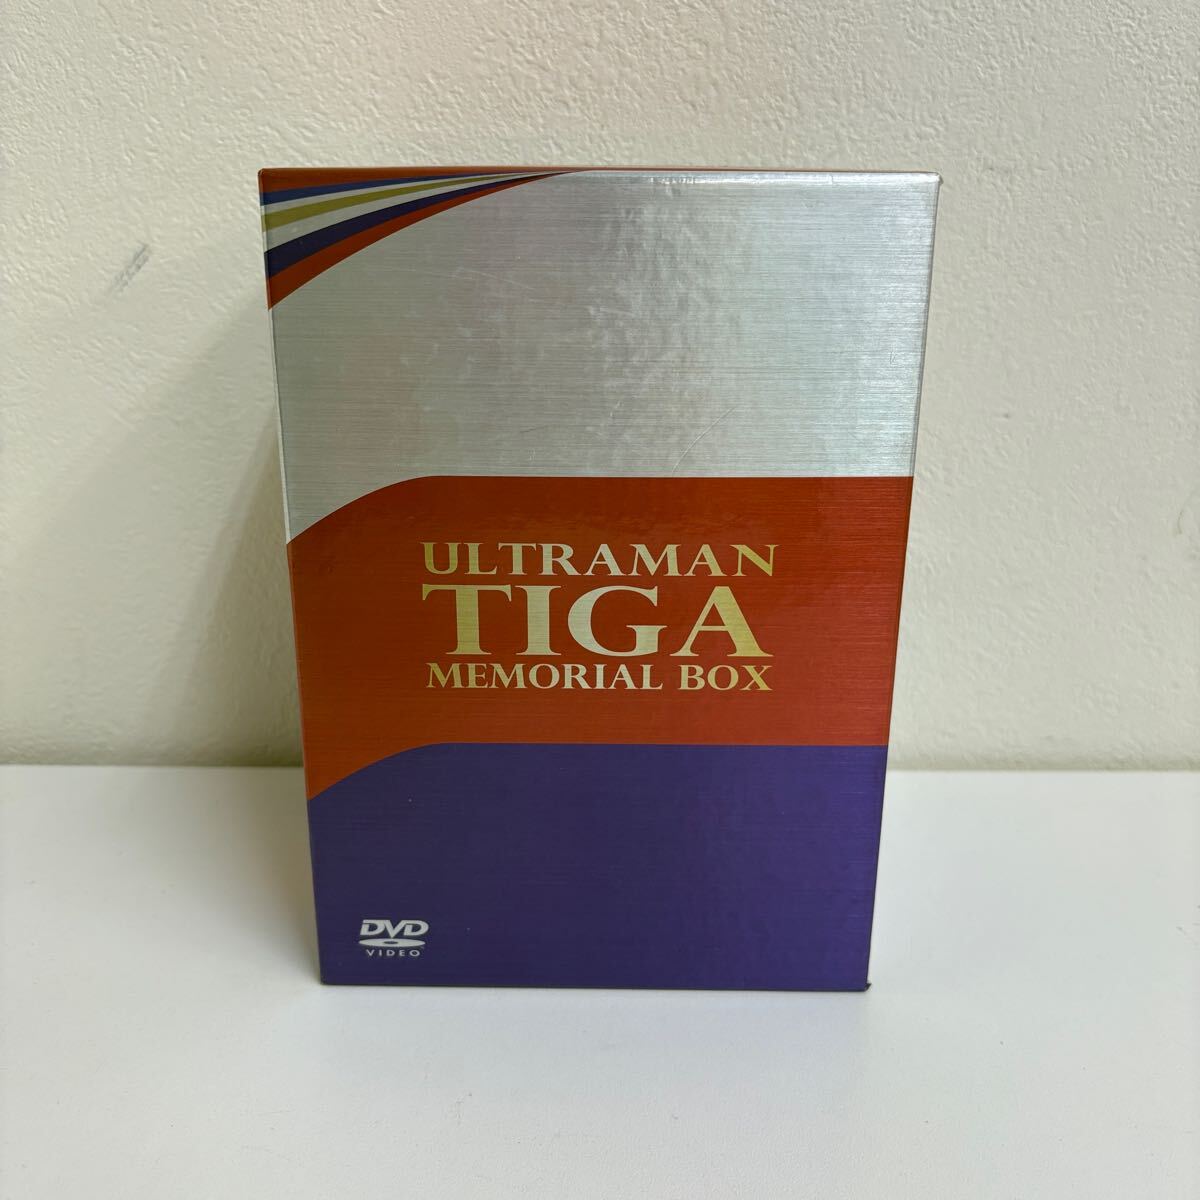 ULTRAMAN
TIGA
MEMORIAL BOX
DVD
VIDEO